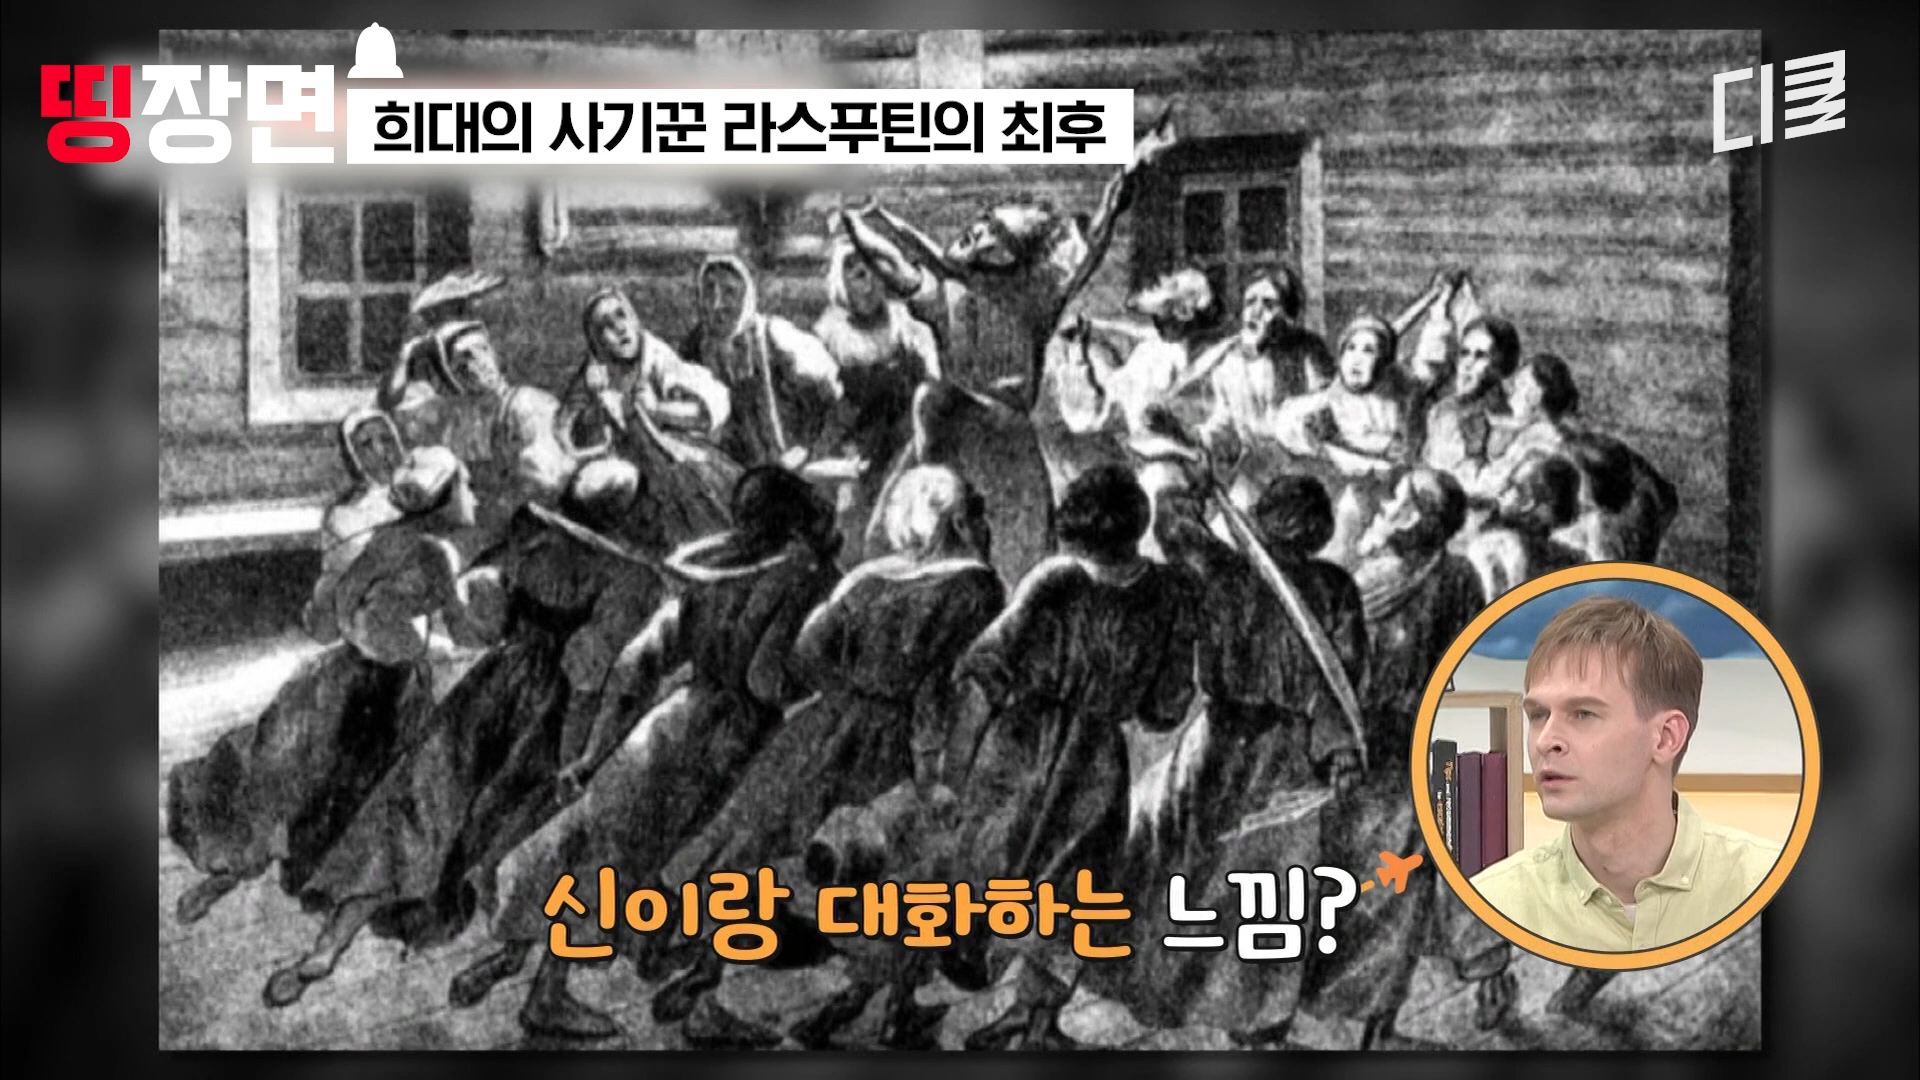 띵장면
희대의 사기꾼 라스푸틴의 최후
디글
신이랑 대화하는 느낌?